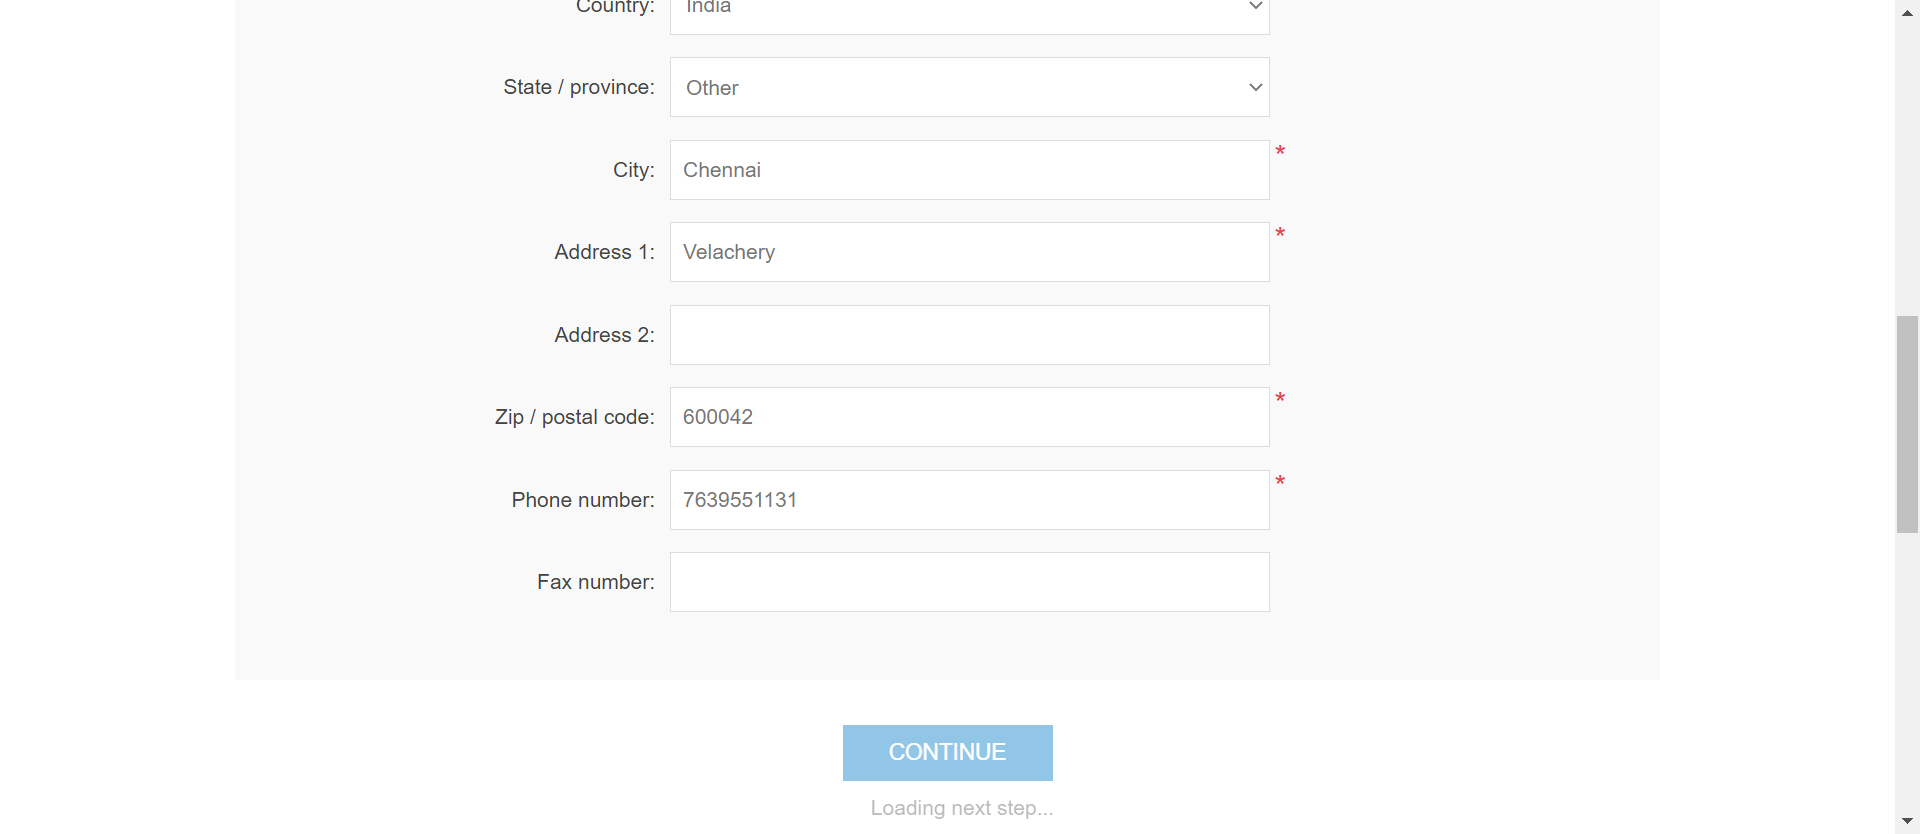 Country: India
State / province: Other
City: Chennai *
Address 1: Velachery *
Address 2:
Zip / postal code: 600042 *
Phone number: 7639551131 *
Fax number:
CONTINUE
Loading next step...